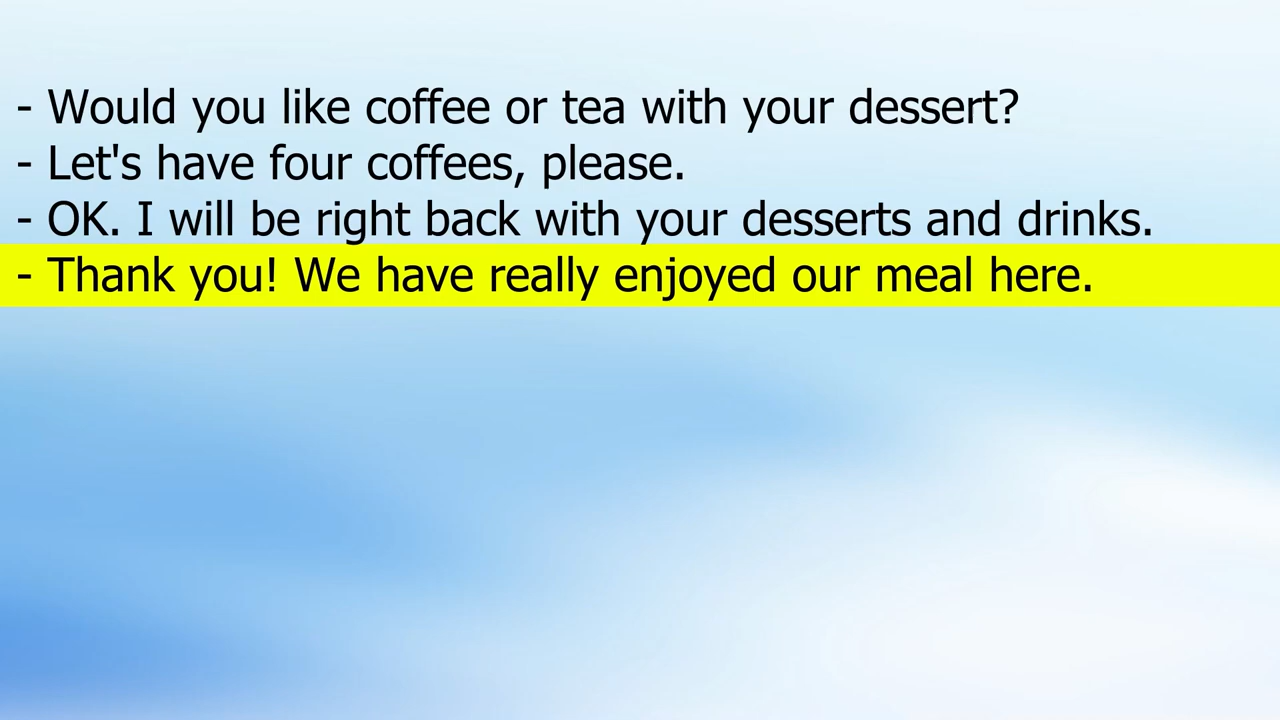 - Would you like coffee or tea with your dessert?
- Let's have four coffees, please.
- OK. I will be right back with your desserts and drinks.
- Thank you! We have really enjoyed our meal here.